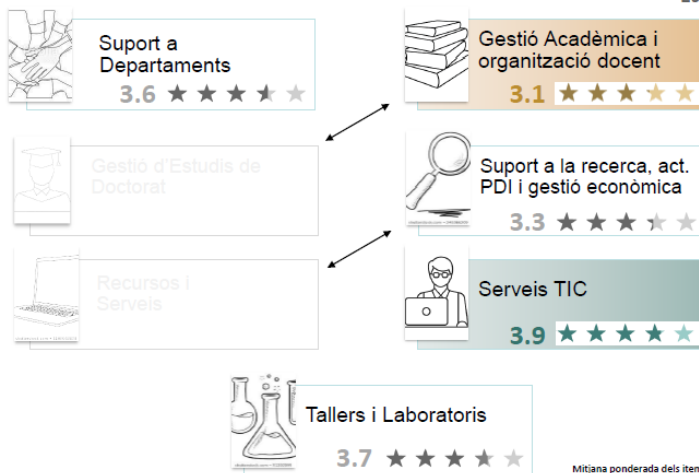 Suport a
Departaments
3.6
Gestió Acadèmica i
organització docent
3.1
Gestió d'Estudis de
Doctorat
Suport a la recerca, act.
PDI i gestió econòmica
3.3
Recursos i
Serveis
Serveis TIC
3.9
Tallers i Laboratoris
3.7
Mitjana ponderada dels